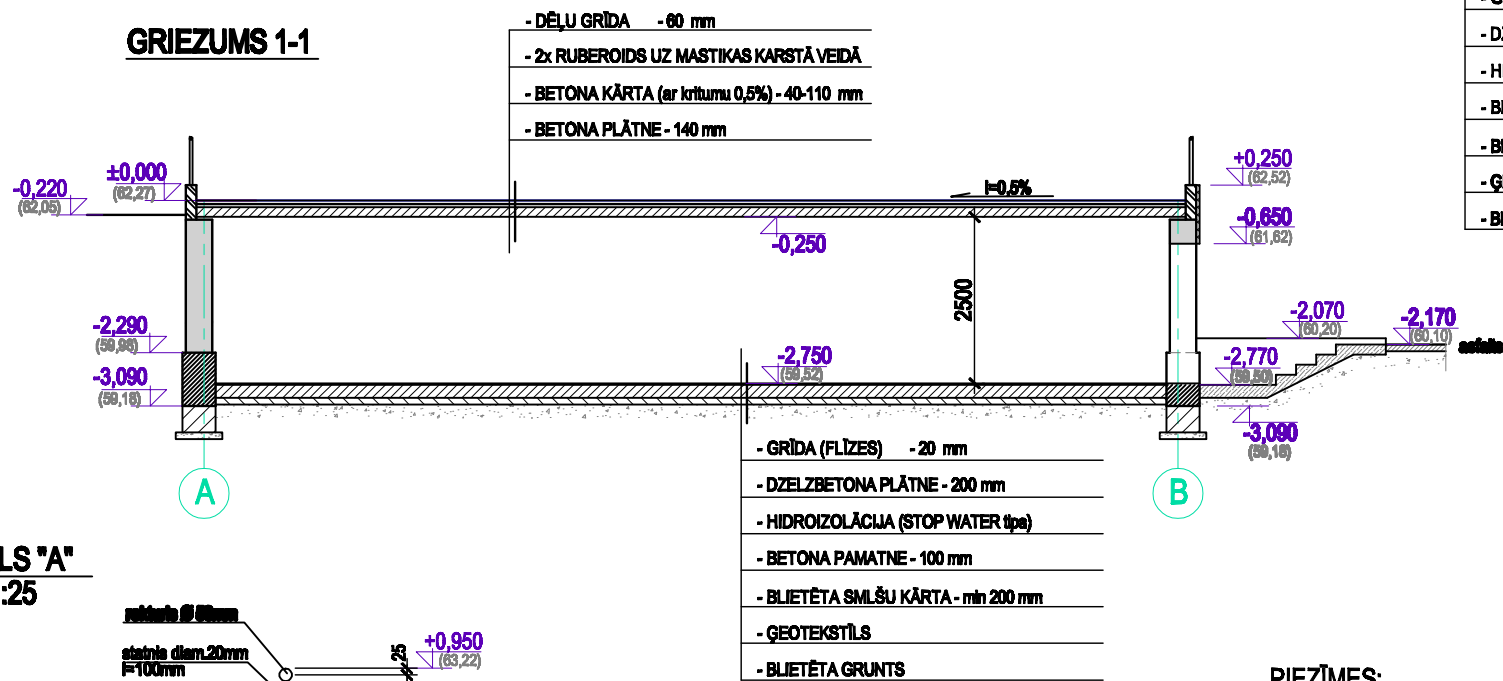 GRIEZUMS 1-1
- DĒĻU GRĪDA - 60 mm
- 2x RUBEROIDS UZ MASTIKAS KARSTĀ VEIDĀ
- BETONA KĀRTA (ar kritumu 0,5%) - 40-110 mm
- BETONA PLĀTNE - 140 mm
- H
- B
- B
- Ģ
- B
-0,220
(62,05)
±0,000
(62,27)
i=0,5%
+0,250
(62,52)
-0,650
(61,62)
-0,250
2500
-2,290
(59,98)
-3,090
(59,18)
-2,750
(59,52)
-2,070
(60,20)
-2,170
(60,10)
-2,770
(59,50)
-3,090
(59,18)
A
B
- GRĪDA (FLĪZES) - 20 mm
- DZELZBETONA PLĀTNE - 200 mm
- HIDROIZOLĀCIJA (STOP WATER tipa)
- BETONA PAMATNE - 100 mm
- BLIETĒTA SMLŠU KĀRTA - min 200 mm
- ĢEOTEKSTĪLS
- BLIETĒTA GRUNTS
LS "A"
:25
statnis diam.20mm
l=100mm
25
+0,950
(63,22)
PIEZĪMES: